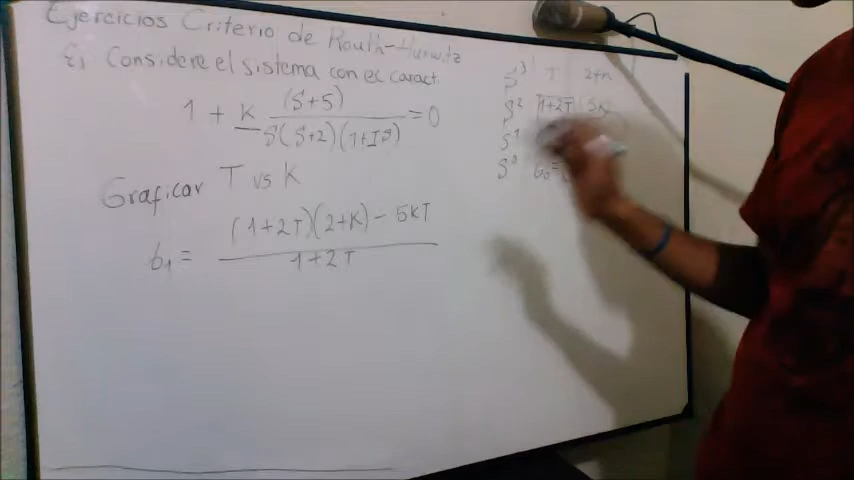 Ejercicios Criterio de Routh-Hurwitz
Ej Considere el sistema con ec caract.
1 + K (S+5) / S(S+2)(1+TS) = 0
Graficar T vs K
b₁ = (1+2T)(2+K) - 5KT / 1+2T
S³ T 2+K
S² 1+2T 5K
S¹
S⁰ b₀=